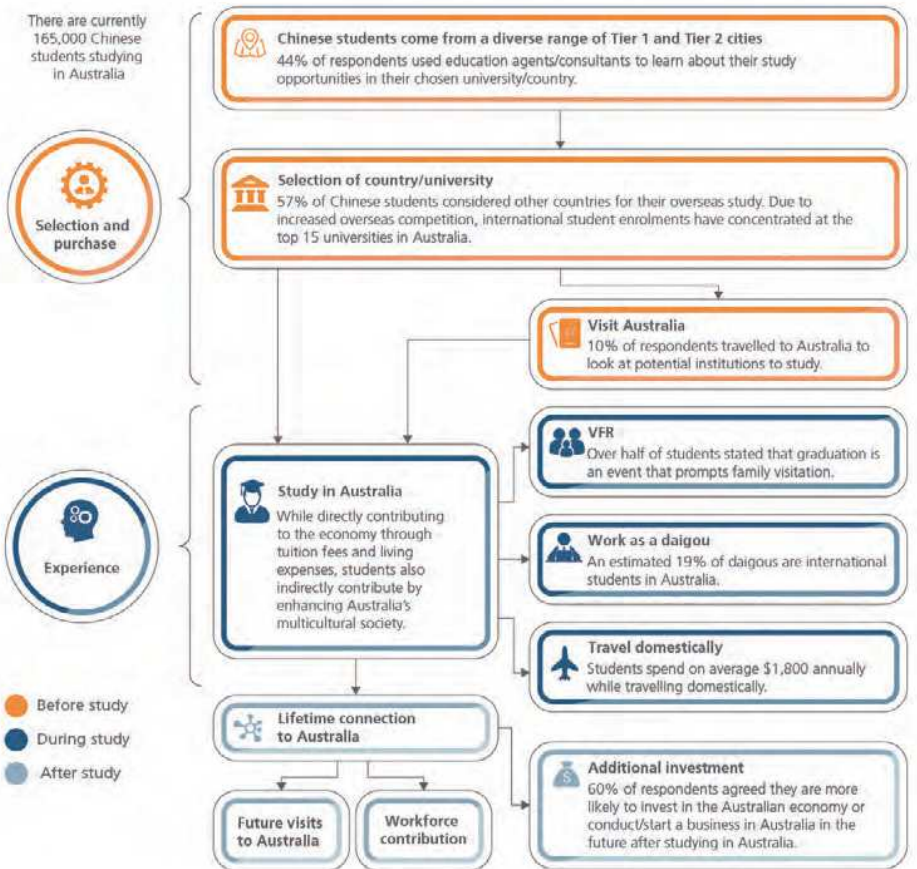 There are currently
165,000 Chinese
students studying
in Australia
Chinese students come from a diverse range of Tier 1 and Tier 2 cities
44% of respondents used education agents/consultants to learn about their study
opportunities in their chosen university/country.
Selection and
purchase
Selection of country/university
57% of Chinese students considered other countries for their overseas study. Due to
increased overseas competition, international student enrolments have concentrated at the
top 15 universities in Australia.
Visit Australia
10% of respondents travelled to Australia to
look at potential institutions to study.
Experience
Study in Australia
While directly contributing
to the economy through
tuition fees and living
expenses, students also
indirectly contribute by
enhancing Australia's
multicultural society.
VFR
Over half of students stated that graduation is
an event that prompts family visitation.
Work as a daigou
An estimated 19% of daigous are international
students in Australia.
Travel domestically
Students spend on average $1,800 annually
while travelling domestically.
Before study
During study
After study
Lifetime connection
to Australia
Future visits
to Australia
Workforce
contribution
Additional investment
60% of respondents agreed they are more
likely to invest in the Australian economy or
conduct/start a business in Australia in the
future after studying in Australia.